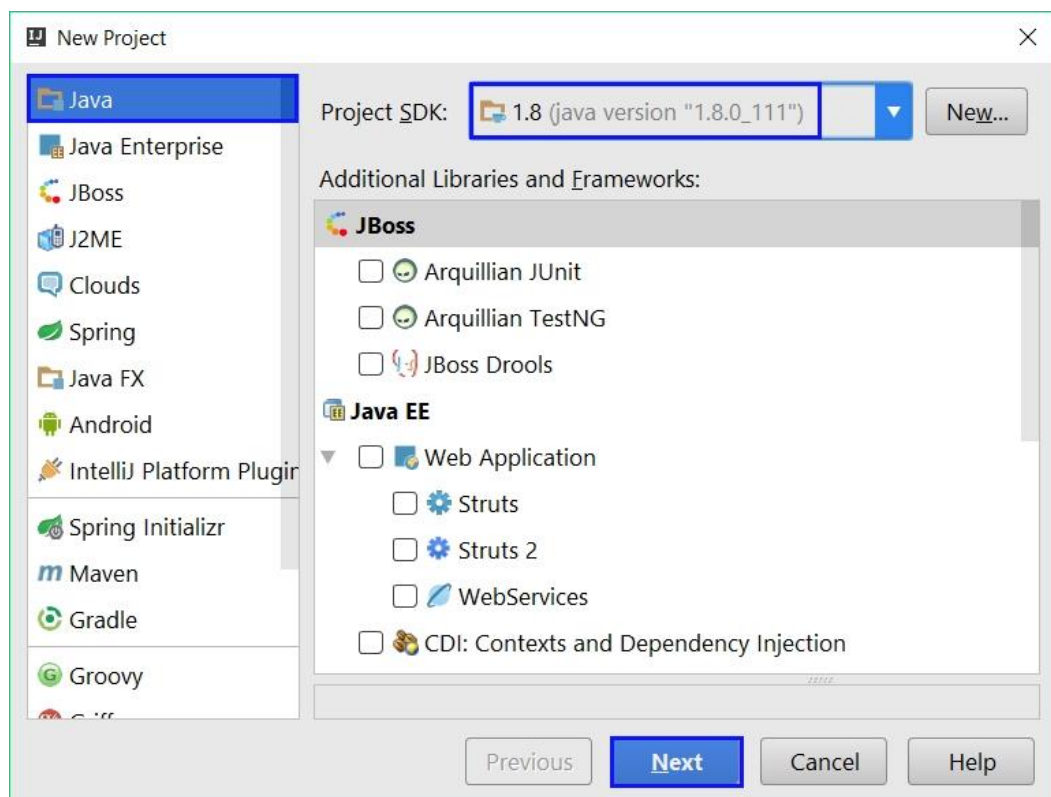 New Project
Java
Java Enterprise
JBoss
J2ME
Clouds
Spring
Java FX
Android
IntelliJ Platform Plugin
Spring Initializr
Maven
Gradle
Groovy
Project SDK: 1.8 (java version "1.8.0_111") New...
Additional Libraries and Frameworks:
JBoss
Arquillian JUnit
Arquillian TestNG
JBoss Drools
Java EE
Web Application
Struts
Struts 2
WebServices
CDI: Contexts and Dependency Injection
Previous Next Cancel Help